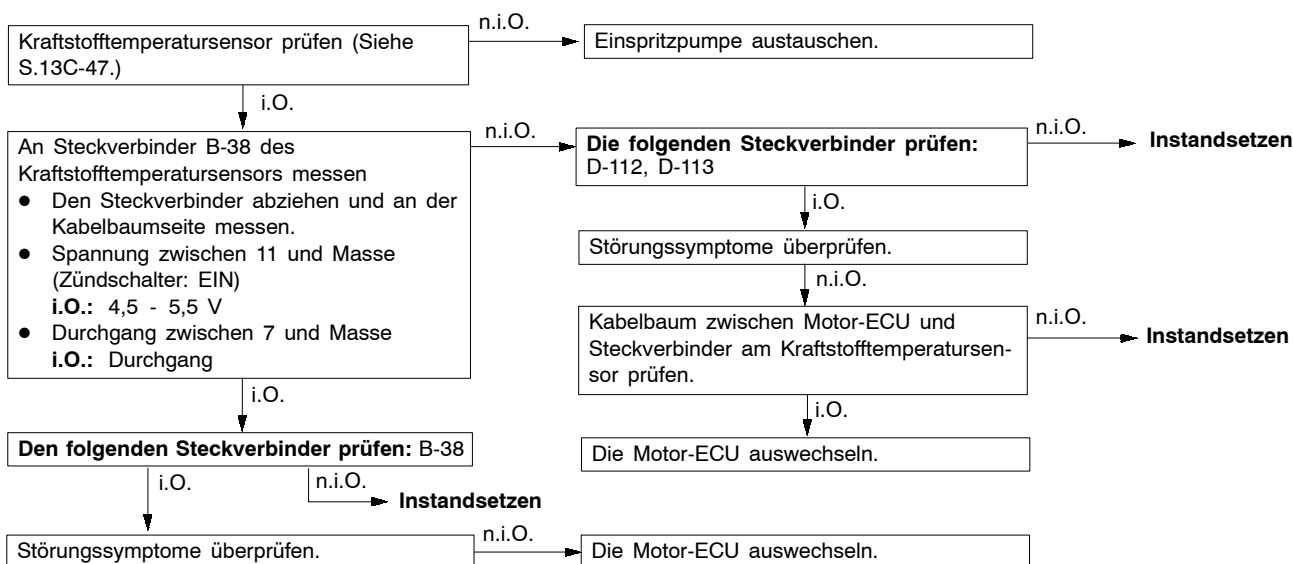 Kraftstofftemperatursensor prüfen (Siehe
S.13C-47.)
n.i.O.
Einspritzpumpe austauschen.
i.O.
An Steckverbinder B-38 des
Kraftstofftemperatursensors messen
● Den Steckverbinder abziehen und an der
Kabelbaumseite messen.
● Spannung zwischen 11 und Masse
(Zündschalter: EIN)
i.O.: 4,5 - 5,5 V
● Durchgang zwischen 7 und Masse
i.O.: Durchgang
n.i.O.
Die folgenden Steckverbinder prüfen:
D-112, D-113
n.i.O.
Instandsetzen
i.O.
Störungssymptome überprüfen.
n.i.O.
Kabelbaum zwischen Motor-ECU und
Steckverbinder am Kraftstofftemperatursen-
sor prüfen.
n.i.O.
Instandsetzen
i.O.
Die Motor-ECU auswechseln.
i.O.
Den folgenden Steckverbinder prüfen: B-38
i.O.
n.i.O.
Instandsetzen
Störungssymptome überprüfen.
n.i.O.
Die Motor-ECU auswechseln.